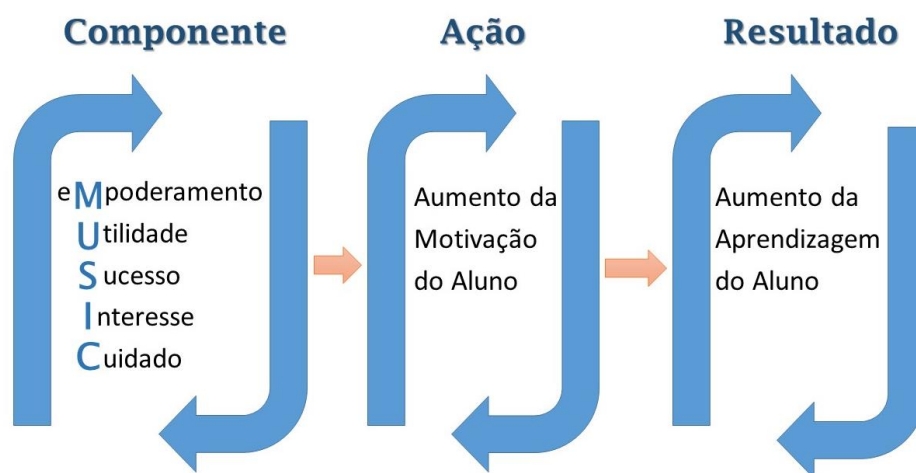 Componente
Ação
Resultado
eMpoderamento
Utilidade
Sucesso
Interesse
Cuidado
Aumento da
Motivação
do Aluno
Aumento da
Aprendizagem
do Aluno